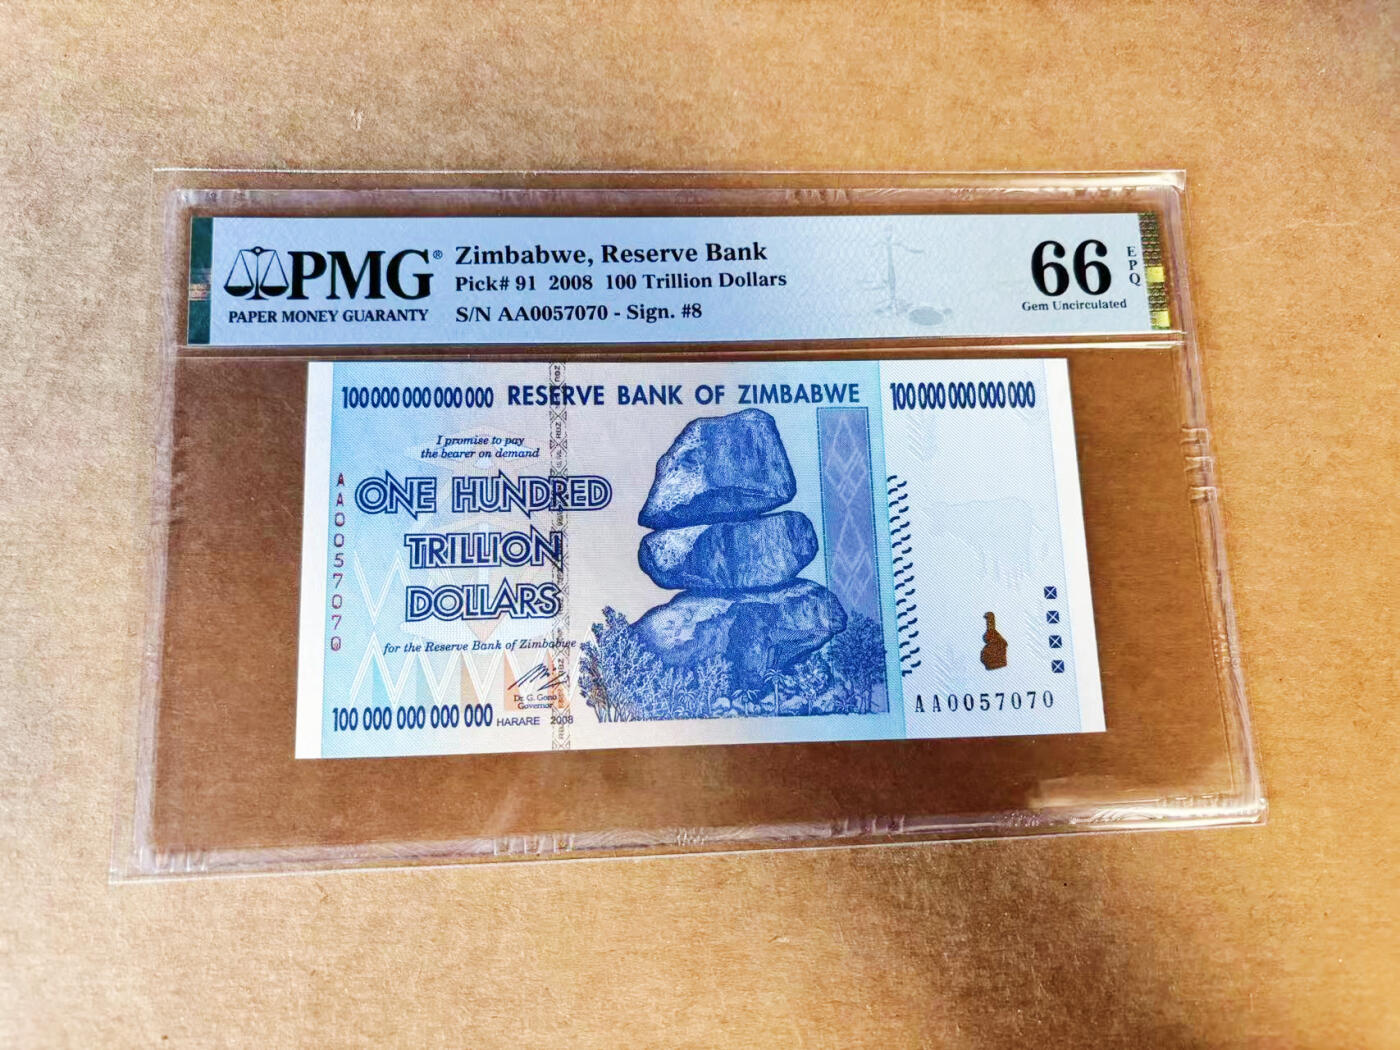 PMG®
PAPER MONEY GUARANTY
Zimbabwe, Reserve Bank
Pick# 91 2008 100 Trillion Dollars
S/N AA0057070 - Sign. #8
66
EPQ
Gem Uncirculated
100 000 000 000 000 RESERVE BANK OF ZIMBABWE 100 000 000 000 000
I promise to pay
the bearer on demand
ONE HUNDRED
TRILLION
DOLLARS
AA0057070
for the Reserve Bank of Zimbabwe
Dr. G. Gono
Governor
100 000 000 000 000 HARARE 2008
AA0057070
RBZ